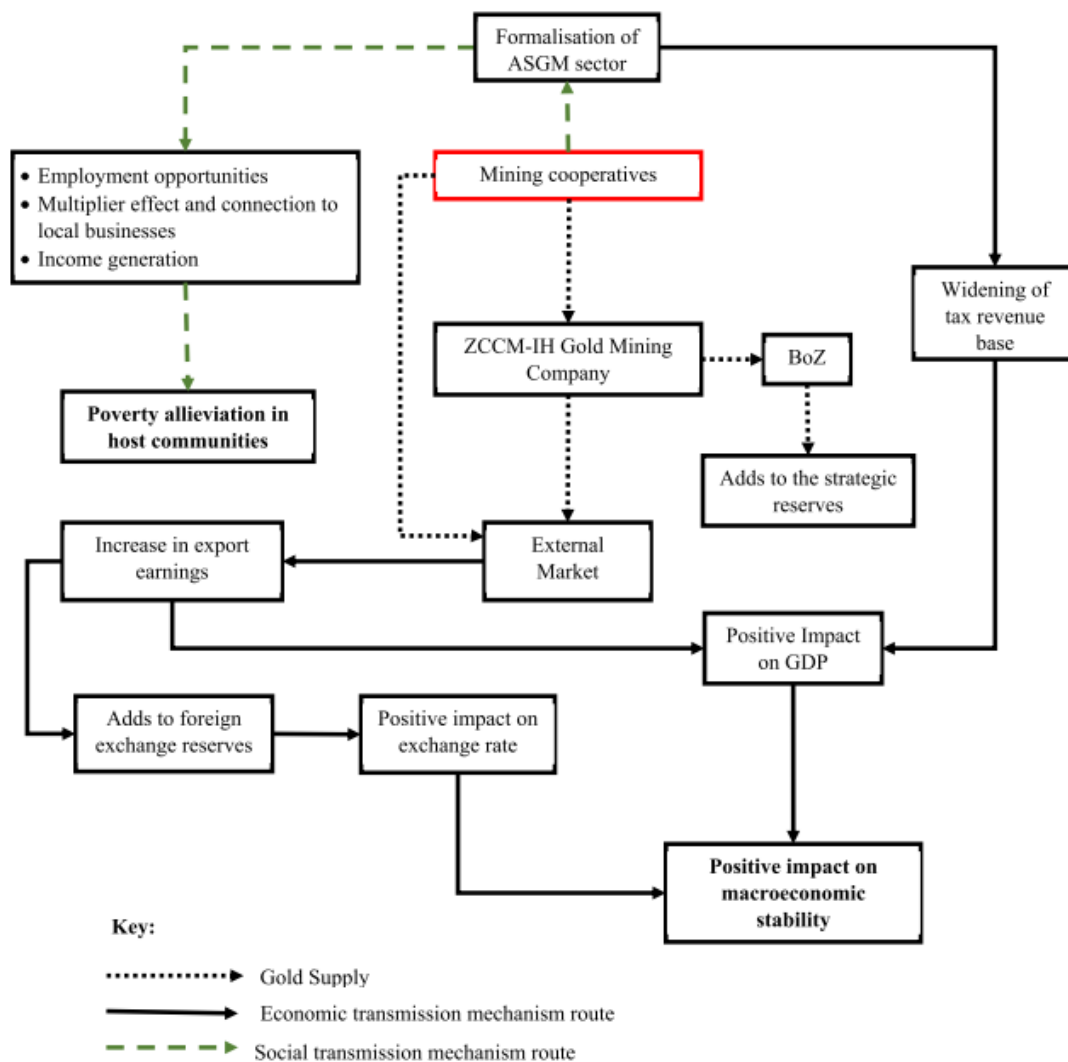 Formalisation of
ASGM sector
• Employment opportunities
• Multiplier effect and connection to
local businesses
• Income generation
Mining cooperatives
Widening of
tax revenue
base
ZCCM-IH Gold Mining
Company
BoZ
Poverty allieviation in
host communities
Adds to the strategic
reserves
Increase in export
earnings
External
Market
Positive Impact
on GDP
Adds to foreign
exchange reserves
Positive impact on
exchange rate
Positive impact on
macroeconomic
stability
Key:
Gold Supply
Economic transmission mechanism route
Social transmission mechanism route